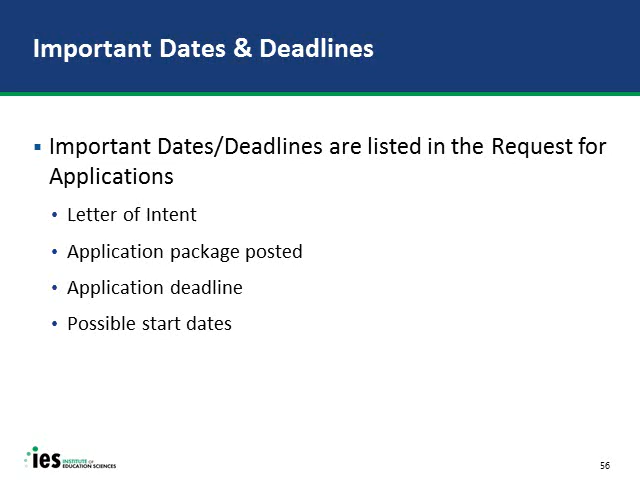 Important Dates & Deadlines
▪ Important Dates/Deadlines are listed in the Request for
Applications
• Letter of Intent
• Application package posted
• Application deadline
• Possible start dates
ies INSTITUTE OF
EDUCATION SCIENCES
56